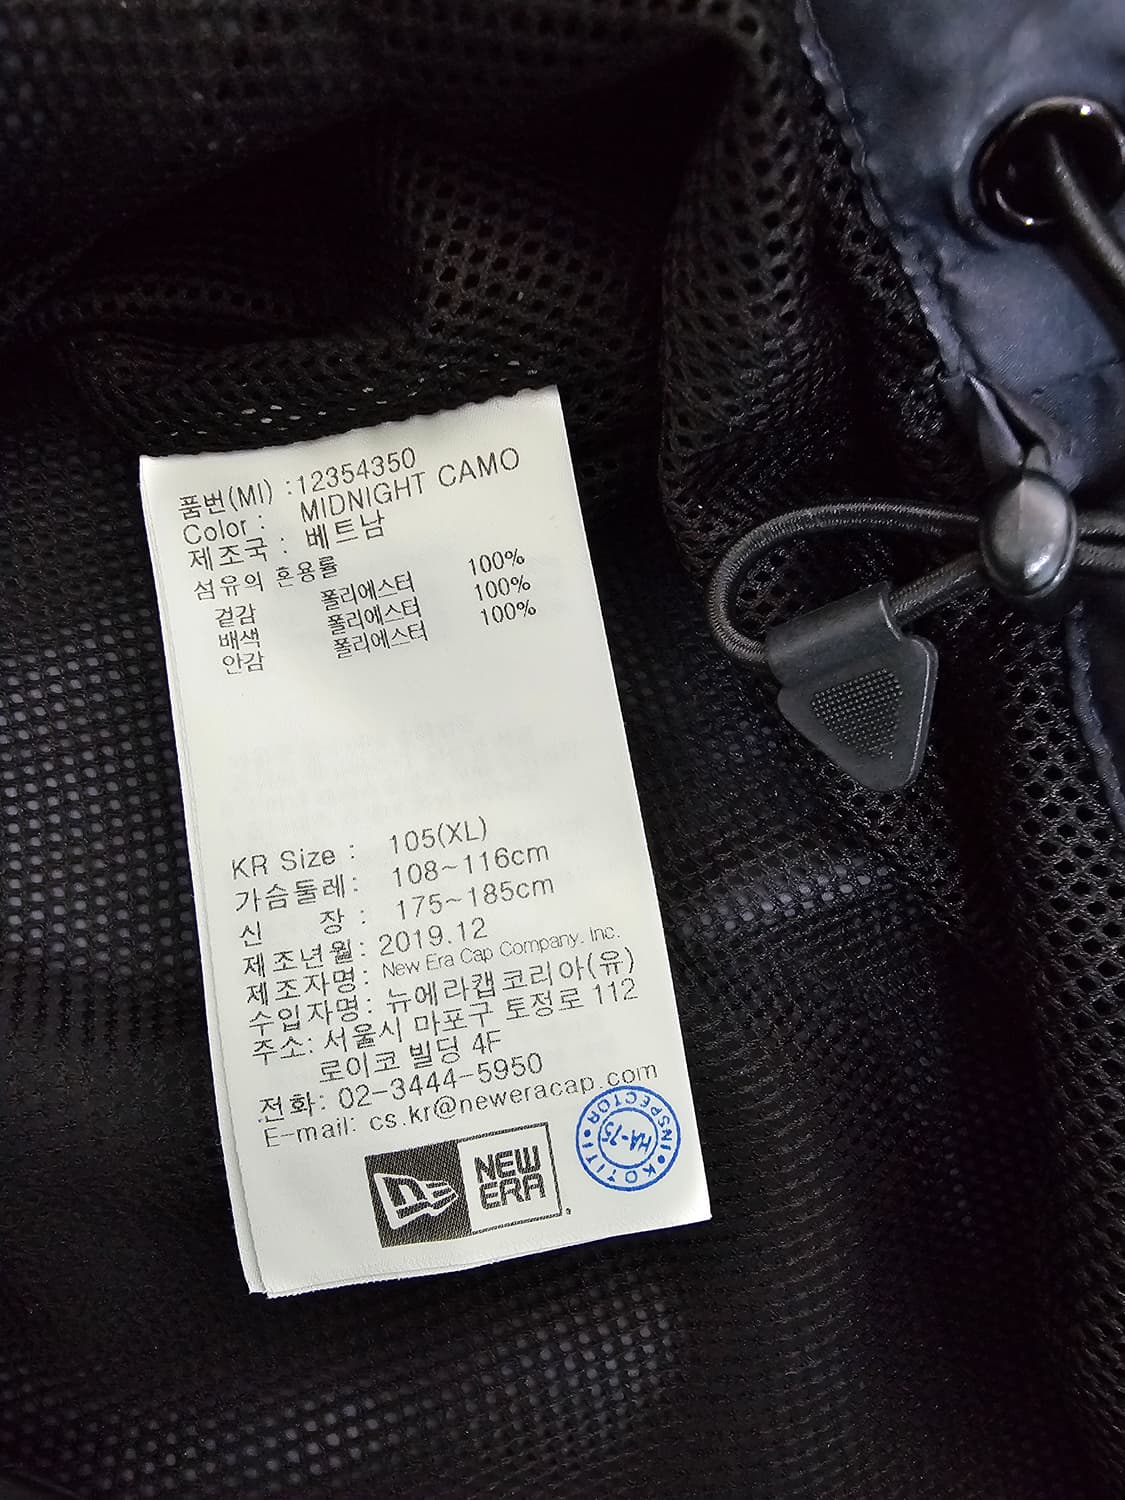 품번(MI) :12354350
Color : MIDNIGHT CAMO
제조국 : 베트남
섬유의 혼용률
겉감 폴리에스터 100%
배색 폴리에스터 100%
안감 폴리에스터 100%
KR Size : 105(XL)
가슴둘레: 108~116cm
신 장 : 175~185cm
제조년월: 2019.12
제조자명: New Era Cap Company. Inc.
수입자명: 뉴에라캡코리아(유)
주소: 서울시 마포구 토정로 112
로이코 빌딩 4F
전화: 02-3444-5950
E-mail: cs.kr@neweracap.com
NEW
ERA
KOTITI INSPECTOR
HA-75